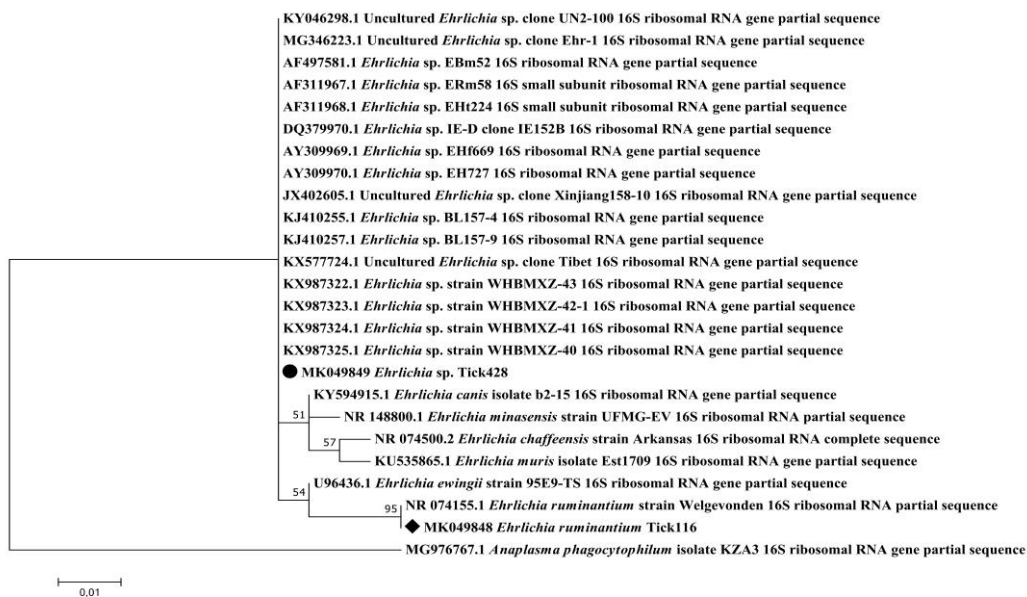 KY046298.1 Uncultured Ehrlichia sp. clone UN2-100 16S ribosomal RNA gene partial sequence
MG346223.1 Uncultured Ehrlichia sp. clone Ehr-1 16S ribosomal RNA gene partial sequence
AF497581.1 Ehrlichia sp. EBm52 16S ribosomal RNA gene partial sequence
AF311967.1 Ehrlichia sp. ERm58 16S small subunit ribosomal RNA gene partial sequence
AF311968.1 Ehrlichia sp. EHt224 16S small subunit ribosomal RNA gene partial sequence
DQ379970.1 Ehrlichia sp. IE-D clone IE152B 16S ribosomal RNA gene partial sequence
AY309969.1 Ehrlichia sp. EHf669 16S ribosomal RNA gene partial sequence
AY309970.1 Ehrlichia sp. EH727 16S ribosomal RNA gene partial sequence
JX402605.1 Uncultured Ehrlichia sp. clone Xinjiang158-10 16S ribosomal RNA gene partial sequence
KJ410255.1 Ehrlichia sp. BL157-4 16S ribosomal RNA gene partial sequence
KJ410257.1 Ehrlichia sp. BL157-9 16S ribosomal RNA gene partial sequence
KX577724.1 Uncultured Ehrlichia sp. clone Tibet 16S ribosomal RNA gene partial sequence
KX987322.1 Ehrlichia sp. strain WHBMXZ-43 16S ribosomal RNA gene partial sequence
KX987323.1 Ehrlichia sp. strain WHBMXZ-42-1 16S ribosomal RNA gene partial sequence
KX987324.1 Ehrlichia sp. strain WHBMXZ-41 16S ribosomal RNA gene partial sequence
KX987325.1 Ehrlichia sp. strain WHBMXZ-40 16S ribosomal RNA gene partial sequence
MK049849 Ehrlichia sp. Tick428
KY594915.1 Ehrlichia canis isolate b2-15 16S ribosomal RNA gene partial sequence
51
NR 148800.1 Ehrlichia minasensis strain UFMG-EV 16S ribosomal RNA partial sequence
NR 074500.2 Ehrlichia chaffeensis strain Arkansas 16S ribosomal RNA complete sequence
57
KU535865.1 Ehrlichia muris isolate Est1709 16S ribosomal RNA gene partial sequence
U96436.1 Ehrlichia ewingii strain 95E9-TS 16S ribosomal RNA gene partial sequence
54
NR 074155.1 Ehrlichia ruminantium strain Welgevonden 16S ribosomal RNA partial sequence
95
MK049848 Ehrlichia ruminantium Tick116
MG976767.1 Anaplasma phagocytophilum isolate KZA3 16S ribosomal RNA gene partial sequence
0,01